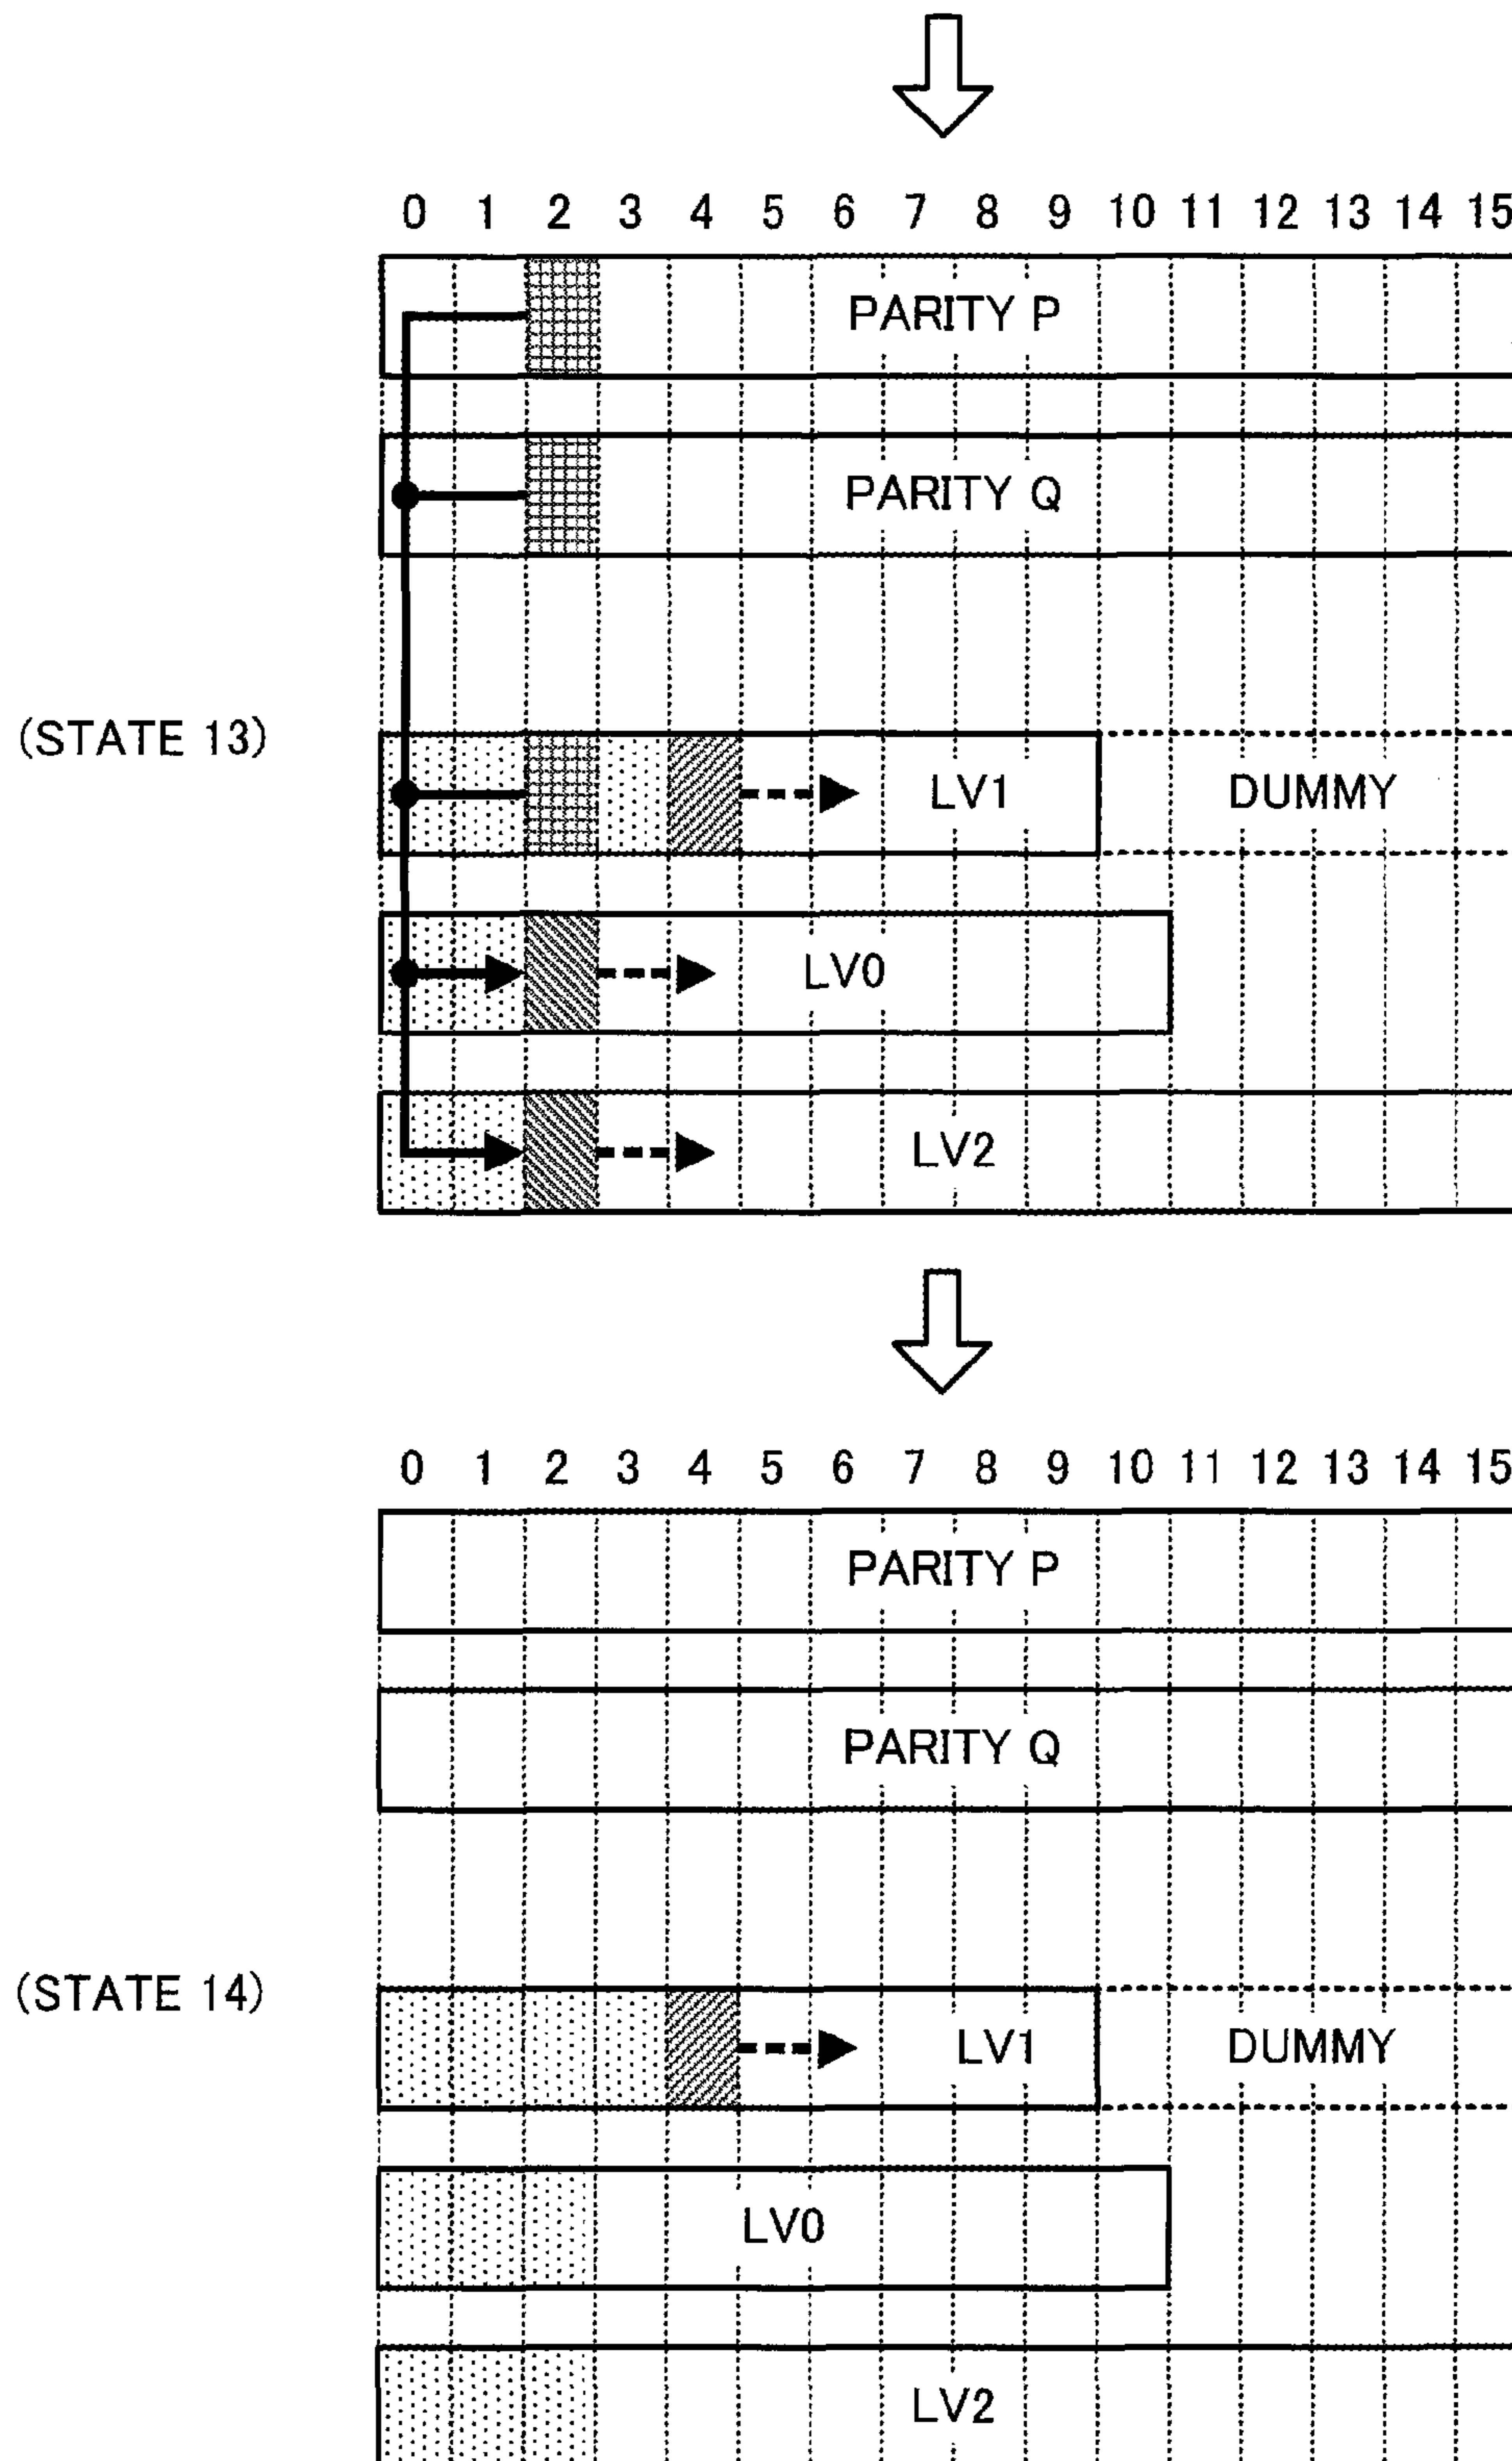 0 1 2 3 4 5 6 7 8 9 10 11 12 13 14 15
PARITY P
PARITY Q
(STATE 13)
LV1 DUMMY
LV0
LV2
0 1 2 3 4 5 6 7 8 9 10 11 12 13 14 15
PARITY P
PARITY Q
(STATE 14)
LV1 DUMMY
LV0
LV2